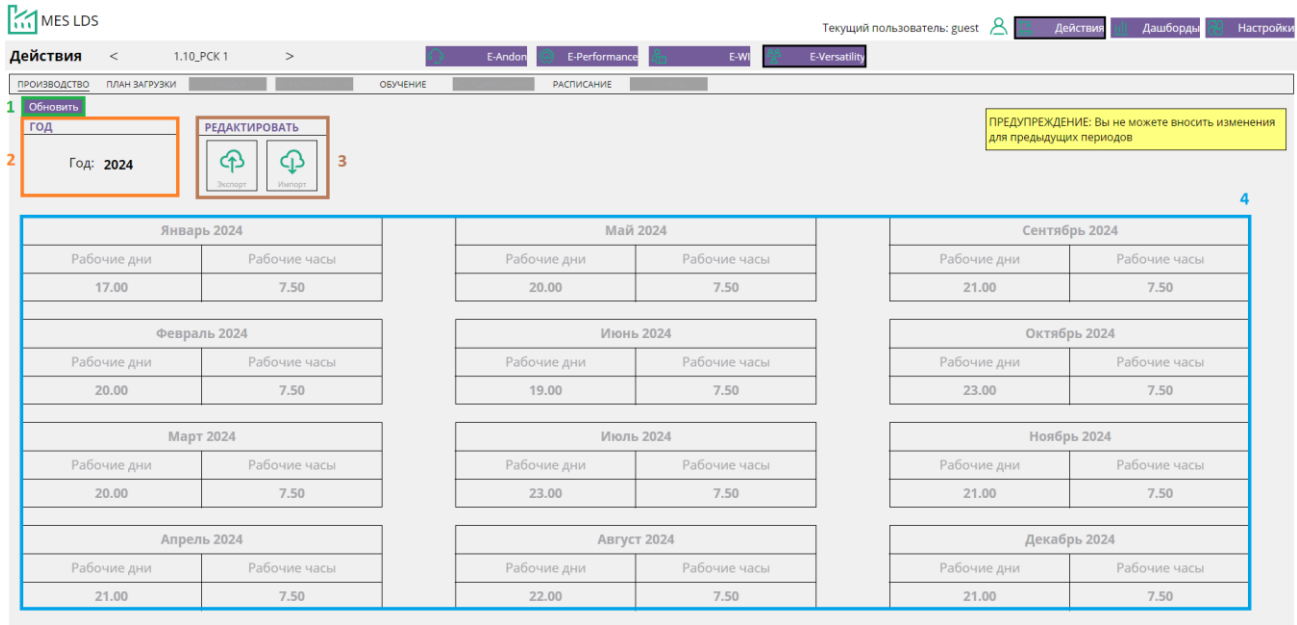 MES LDS
Текущий пользователь: guest Действия Дашборды Настройки
Действия < 1.10_РСК 1 > E-Andon E-Performance E-WI E-Versatility
ПРОИЗВОДСТВО ПЛАН ЗАГРУЗКИ ОБУЧЕНИЕ РАСПИСАНИЕ
1 Обновить
ГОД РЕДАКТИРОВАТЬ
ПРЕДУПРЕЖДЕНИЕ: Вы не можете вносить изменения
для предыдущих периодов
2 Год: 2024 3
Экспорт Импорт
4
Январь 2024 Май 2024 Сентябрь 2024
Рабочие дни Рабочие часы Рабочие дни Рабочие часы Рабочие дни Рабочие часы
17.00 7.50 20.00 7.50 21.00 7.50
Февраль 2024 Июнь 2024 Октябрь 2024
Рабочие дни Рабочие часы Рабочие дни Рабочие часы Рабочие дни Рабочие часы
20.00 7.50 19.00 7.50 23.00 7.50
Март 2024 Июль 2024 Ноябрь 2024
Рабочие дни Рабочие часы Рабочие дни Рабочие часы Рабочие дни Рабочие часы
20.00 7.50 23.00 7.50 21.00 7.50
Апрель 2024 Август 2024 Декабрь 2024
Рабочие дни Рабочие часы Рабочие дни Рабочие часы Рабочие дни Рабочие часы
21.00 7.50 22.00 7.50 21.00 7.50